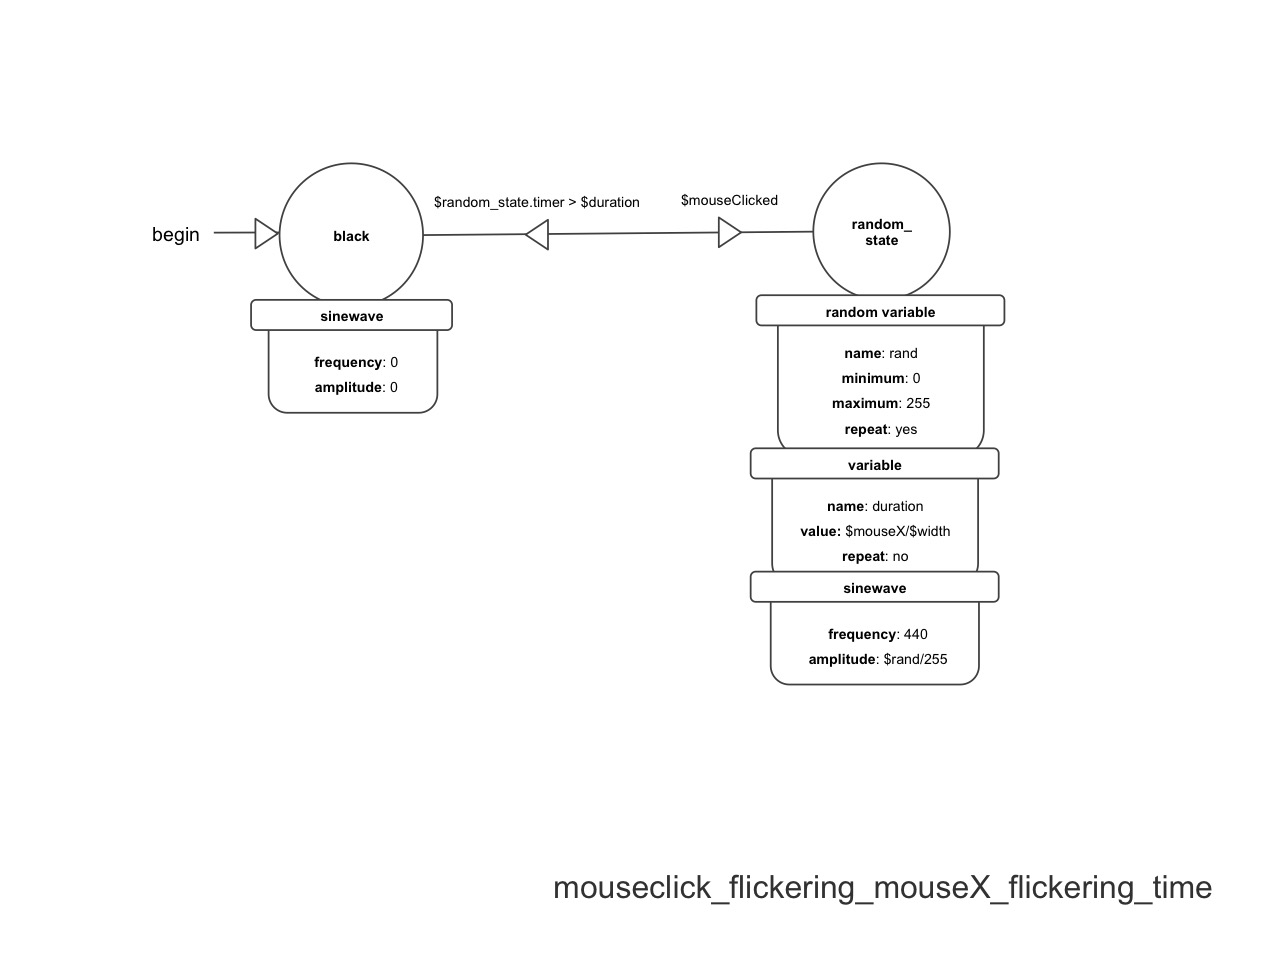 $random_state.timer > $duration
$mouseClicked
begin
black
random_
state
sinewave
frequency: 0
amplitude: 0
random variable
name: rand
minimum: 0
maximum: 255
repeat: yes
variable
name: duration
value: $mouseX/$width
repeat: no
sinewave
frequency: 440
amplitude: $rand/255
mouseclick_flickering_mouseX_flickering_time